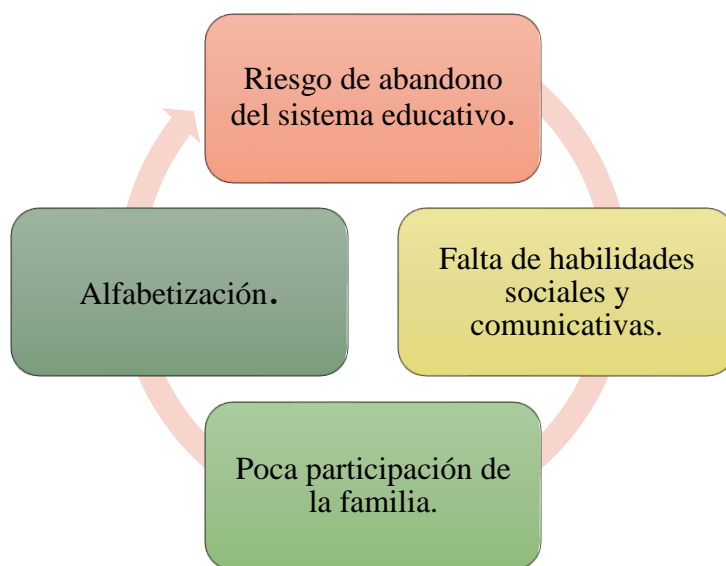 Riesgo de abandono
del sistema educativo.
Falta de habilidades
sociales y
comunicativas.
Poca participación de
la familia.
Alfabetización.